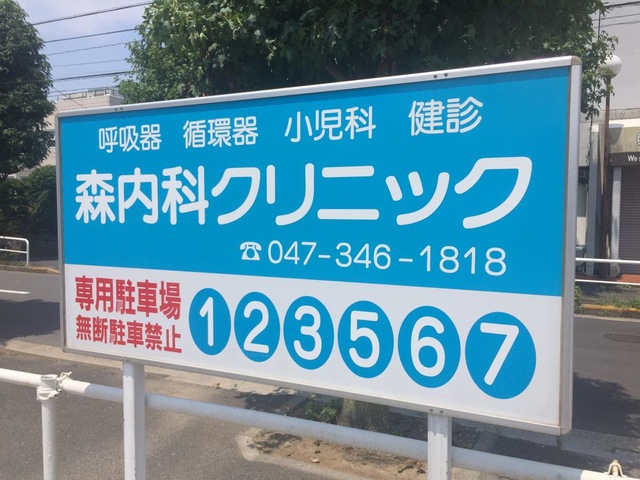 呼吸器 循環器 小児科 健診
森内科クリニック
☎047-346-1818
専用駐車場
無断駐車禁止
1 2 3 5 6 7
We